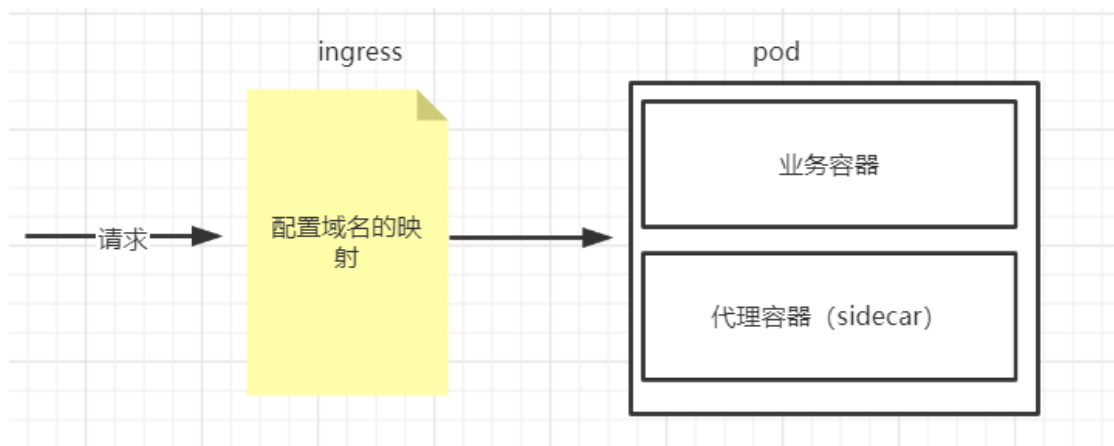 ingress
pod
业务容器
请求
配置域名的映
射
代理容器（sidecar）